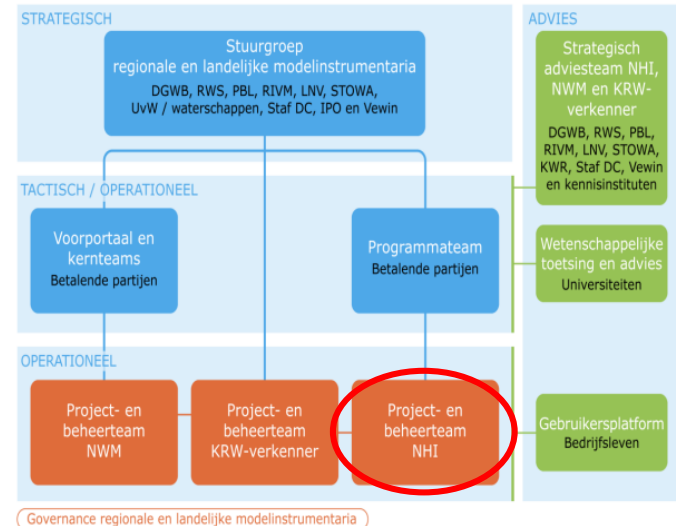 STRATEGISCH
Stuurgroep
regionale en landelijke modelinstrumentaria
DGWB, RWS, PBL, RIVM, LNV, STOWA,
UvW / waterschappen, Staf DC, IPO en Vewin
ADVIES
Strategisch
adviesteam NHI,
NWM en KRW-
verkenner
DGWB, RWS, PBL,
RIVM, LNV, STOWA,
KWR, Staf DC, Vewin
en kennisinstituten
TACTISCH / OPERATIONEEL
Voorportaal en
kernteams
Betalende partijen
Programmateam
Betalende partijen
Wetenschappelijke
toetsing en advies
Universiteiten
OPERATIONEEL
Project- en
beheerteam
NWM
Project- en
beheerteam
KRW-verkenner
Project- en
beheerteam
NHI
Gebruikersplatform
Bedrijfsleven
Governance regionale en landelijke modelinstrumentaria